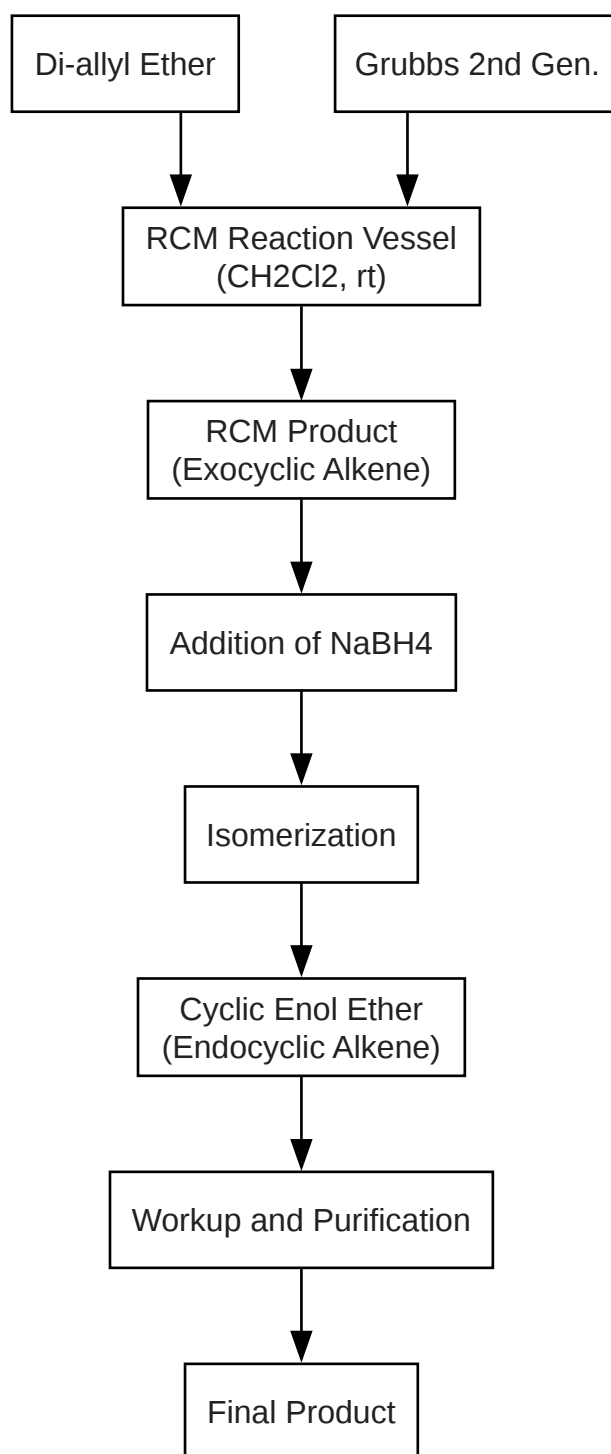 Di-allyl Ether
Grubbs 2nd Gen.
RCM Reaction Vessel
(CH2Cl2, rt)
RCM Product
(Exocyclic Alkene)
Addition of NaBH4
Isomerization
Cyclic Enol Ether
(Endocyclic Alkene)
Workup and Purification
Final Product